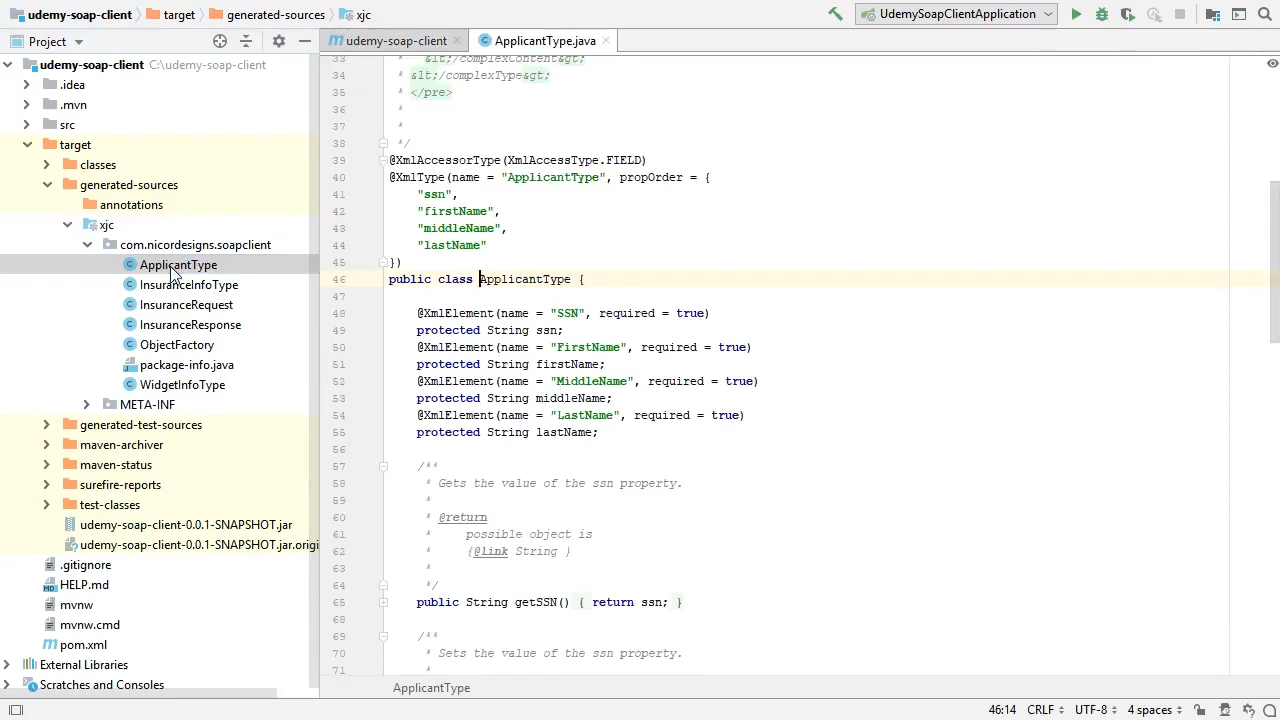 udemy-soap-client
target
generated-sources
xjc
UdemySoapClientApplication
Project
udemy-soap-client
ApplicantType.java
udemy-soap-client C:\udemy-soap-client
.idea
.mvn
src
target
classes
generated-sources
annotations
xjc
com.nicordesigns.soapclient
ApplicantType
InsuranceInfoType
InsuranceRequest
InsuranceResponse
ObjectFactory
package-info.java
WidgetInfoType
META-INF
generated-test-sources
maven-archiver
maven-status
surefire-reports
test-classes
udemy-soap-client-0.0.1-SNAPSHOT.jar
udemy-soap-client-0.0.1-SNAPSHOT.jar.origi
.gitignore
HELP.md
mvnw
mvnw.cmd
pom.xml
External Libraries
Scratches and Consoles
33 * &lt;/complexContent&gt;
34 * &lt;/complexType&gt;
35 * </pre>
36 *
37 *
38 */
39 @XmlAccessorType(XmlAccessType.FIELD)
40 @XmlType(name = "ApplicantType", propOrder = {
41 "ssn",
42 "firstName",
43 "middleName",
44 "lastName"
45 })
46 public class ApplicantType {
47
48 @XmlElement(name = "SSN", required = true)
49 protected String ssn;
50 @XmlElement(name = "FirstName", required = true)
51 protected String firstName;
52 @XmlElement(name = "MiddleName", required = true)
53 protected String middleName;
54 @XmlElement(name = "LastName", required = true)
55 protected String lastName;
56
57 /**
58 * Gets the value of the ssn property.
59 *
60 * @return
61 * possible object is
62 * {@link String }
63 *
64 */
65 public String getSSN() { return ssn; }
68
69 /**
70 * Sets the value of the ssn property.
71 *
ApplicantType
46:14 CRLF UTF-8 4 spaces